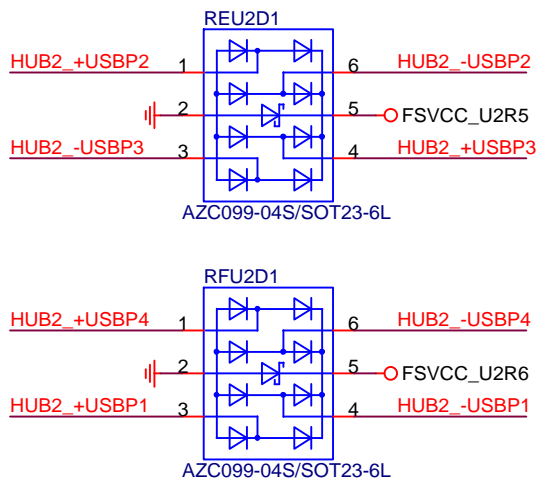 REU2D1
HUB2_+USBP2 1 6 HUB2_-USBP2
2 5 FSVCC_U2R5
HUB2_-USBP3 3 4 HUB2_+USBP3
AZC099-04S/SOT23-6L
RFU2D1
HUB2_+USBP4 1 6 HUB2_-USBP4
2 5 FSVCC_U2R6
HUB2_+USBP1 3 4 HUB2_-USBP1
AZC099-04S/SOT23-6L